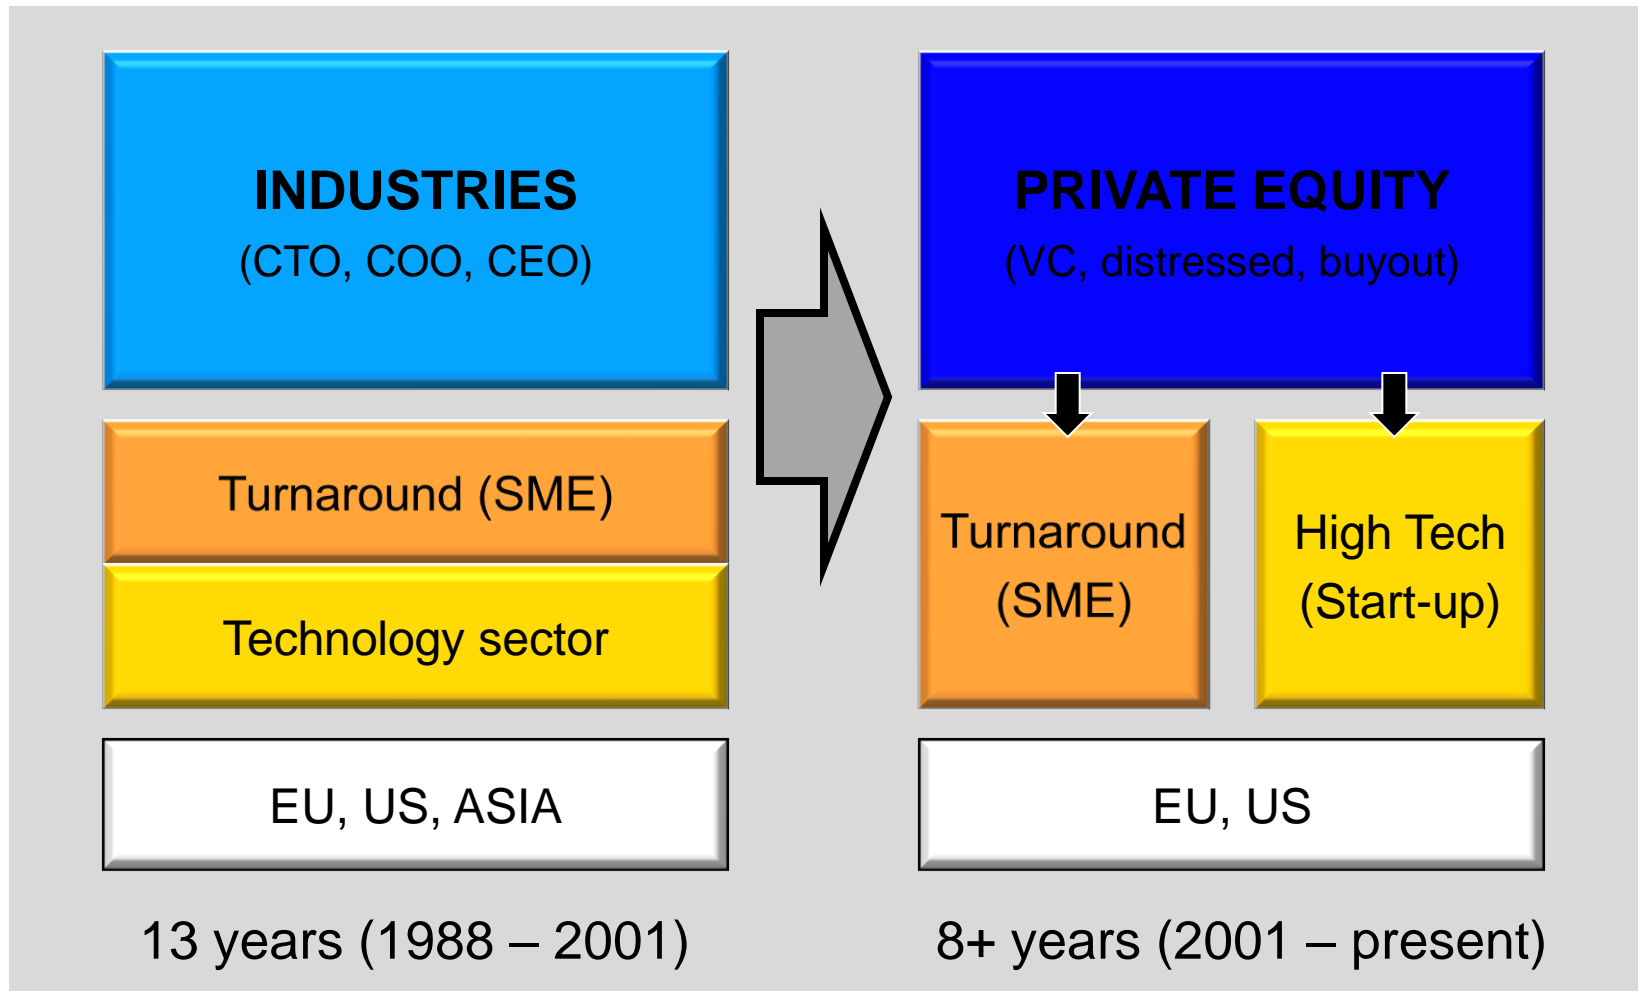 INDUSTRIES
(CTO, COO, CEO)
Turnaround (SME)
Technology sector
EU, US, ASIA
13 years (1988 – 2001)
PRIVATE EQUITY
(VC, distressed, buyout)
Turnaround
(SME)
High Tech
(Start-up)
EU, US
8+ years (2001 – present)